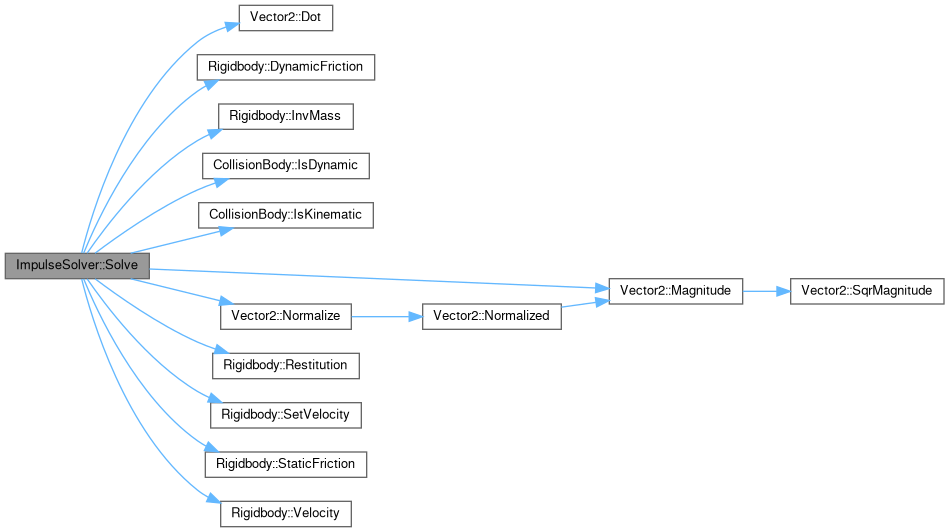 Vector2::Dot
Rigidbody::DynamicFriction
Rigidbody::InvMass
CollisionBody::IsDynamic
CollisionBody::IsKinematic
ImpulseSolver::Solve
Vector2::Magnitude
Vector2::SqrMagnitude
Vector2::Normalize
Vector2::Normalized
Rigidbody::Restitution
Rigidbody::SetVelocity
Rigidbody::StaticFriction
Rigidbody::Velocity